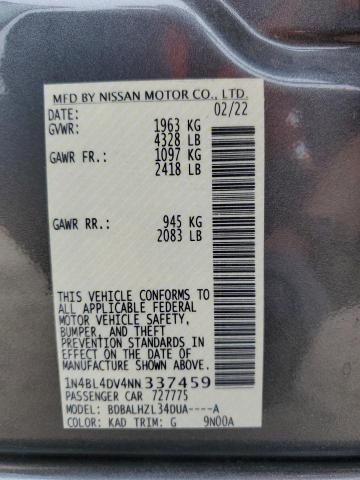 MFD BY NISSAN MOTOR CO., LTD.
DATE: 02/22
GVWR: 1963 KG
4328 LB
GAWR FR.: 1097 KG
2418 LB
GAWR RR.: 945 KG
2083 LB
THIS VEHICLE CONFORMS TO
ALL APPLICABLE FEDERAL
MOTOR VEHICLE SAFETY,
BUMPER, AND THEFT
PREVENTION STANDARDS IN
EFFECT ON THE DATE OF
MANUFACTURE SHOWN ABOVE.
1N4BL4DV4NN337459
PASSENGER CAR 727775
MODEL: BDBALHZL34DUA----A
COLOR: KAD TRIM: G 9N00A